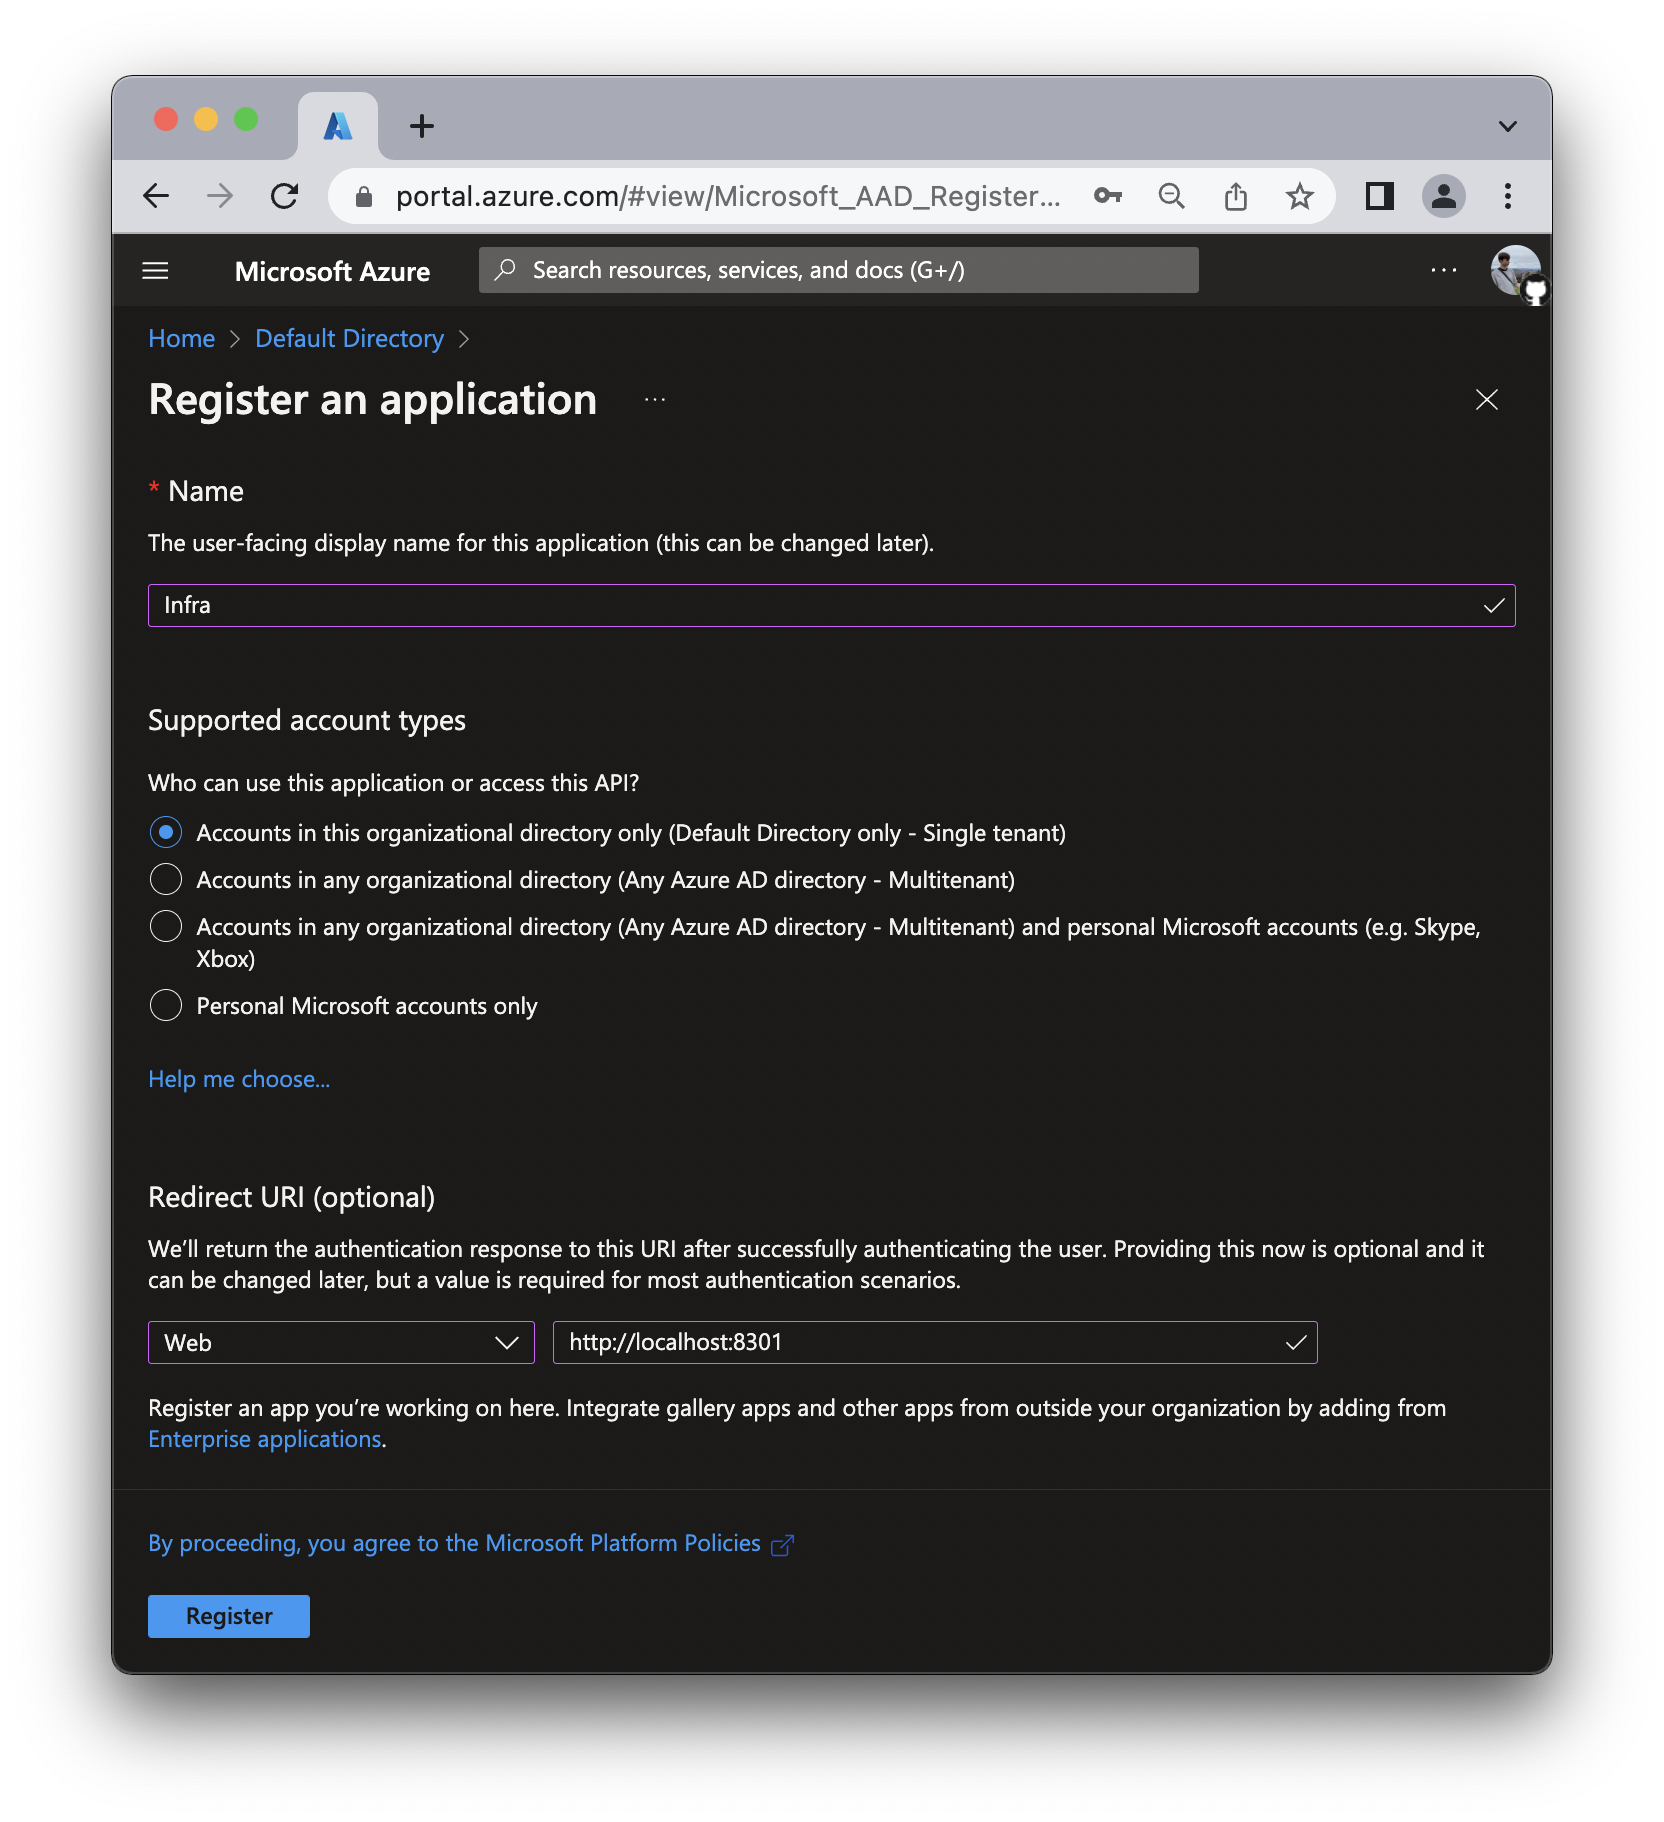 portal.azure.com/#view/Microsoft_AAD_Register...
Microsoft Azure
Search resources, services, and docs (G+/)
Home > Default Directory >
Register an application ...
* Name
The user-facing display name for this application (this can be changed later).
Infra
Supported account types
Who can use this application or access this API?
Accounts in this organizational directory only (Default Directory only - Single tenant)
Accounts in any organizational directory (Any Azure AD directory - Multitenant)
Accounts in any organizational directory (Any Azure AD directory - Multitenant) and personal Microsoft accounts (e.g. Skype,
Xbox)
Personal Microsoft accounts only
Help me choose...
Redirect URI (optional)
We’ll return the authentication response to this URI after successfully authenticating the user. Providing this now is optional and it
can be changed later, but a value is required for most authentication scenarios.
Web
http://localhost:8301
Register an app you’re working on here. Integrate gallery apps and other apps from outside your organization by adding from
Enterprise applications.
By proceeding, you agree to the Microsoft Platform Policies
Register